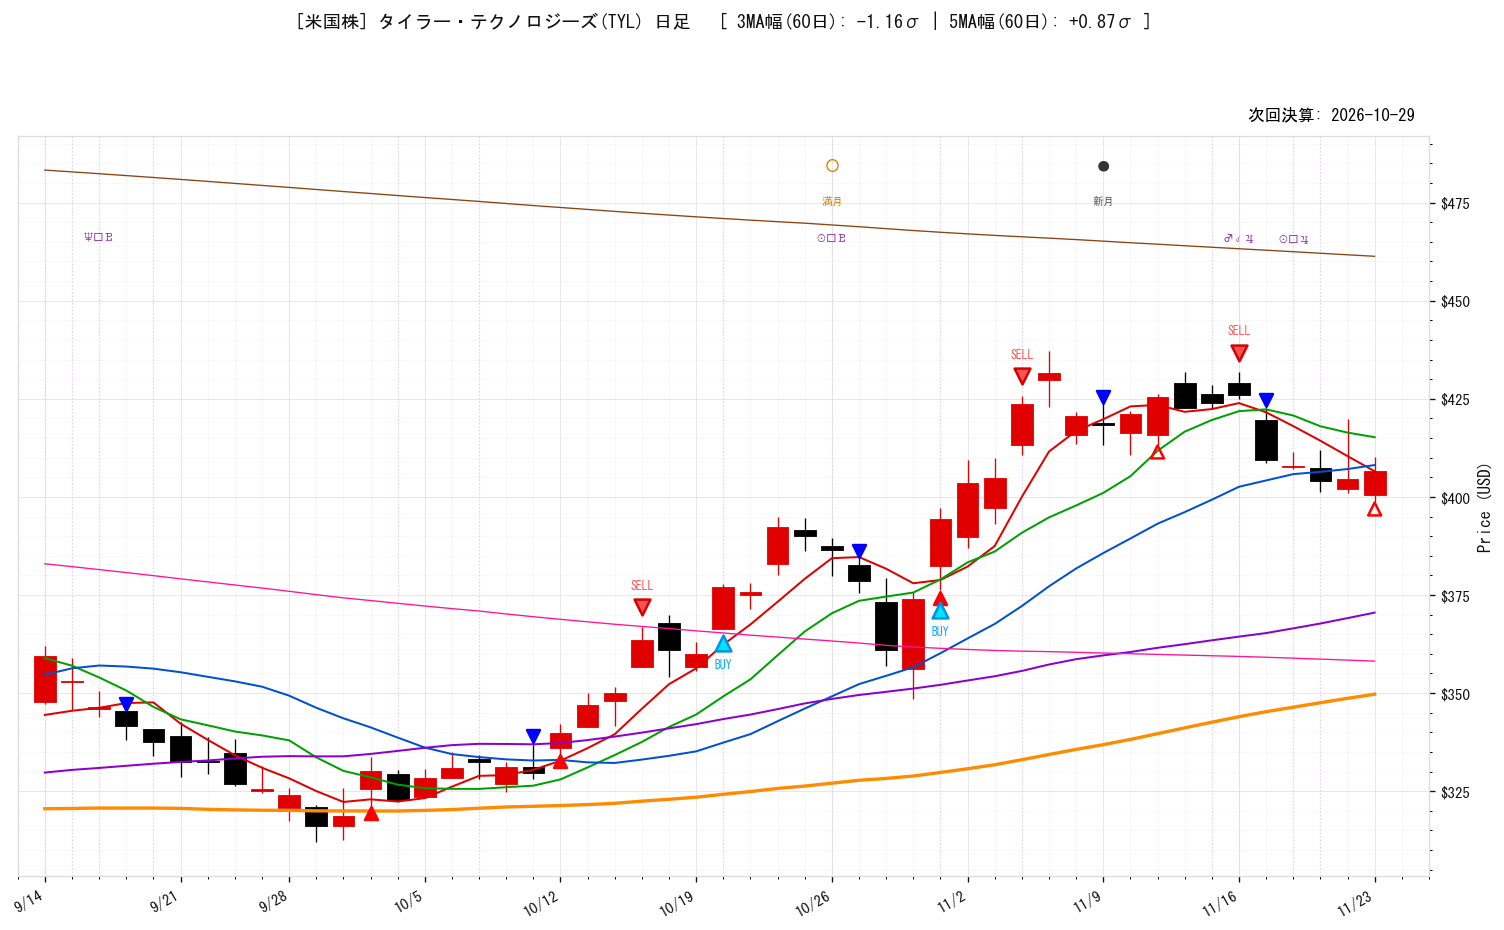 [米国株] タイラー・テクノロジーズ(TYL) 日足  [ 3MA幅(60日): -1.16σ | 5MA幅(60日): +0.87σ ]
次回決算: 2026-10-29
満月
新月
♆□♇
☉□♇
♂☌♃
☉□♃
SELL
SELL
SELL
BUY
BUY
$475
$450
$425
$400
$375
$350
$325
Price (USD)
9/14
9/21
9/28
10/5
10/12
10/19
10/26
11/2
11/9
11/16
11/23